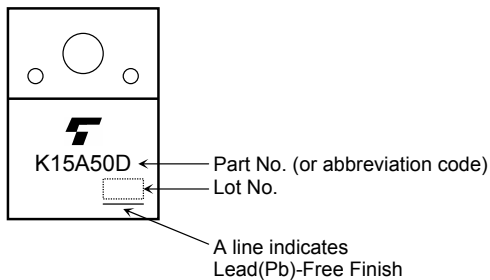 K15A50D
Part No. (or abbreviation code)
Lot No.
A line indicates
Lead(Pb)-Free Finish